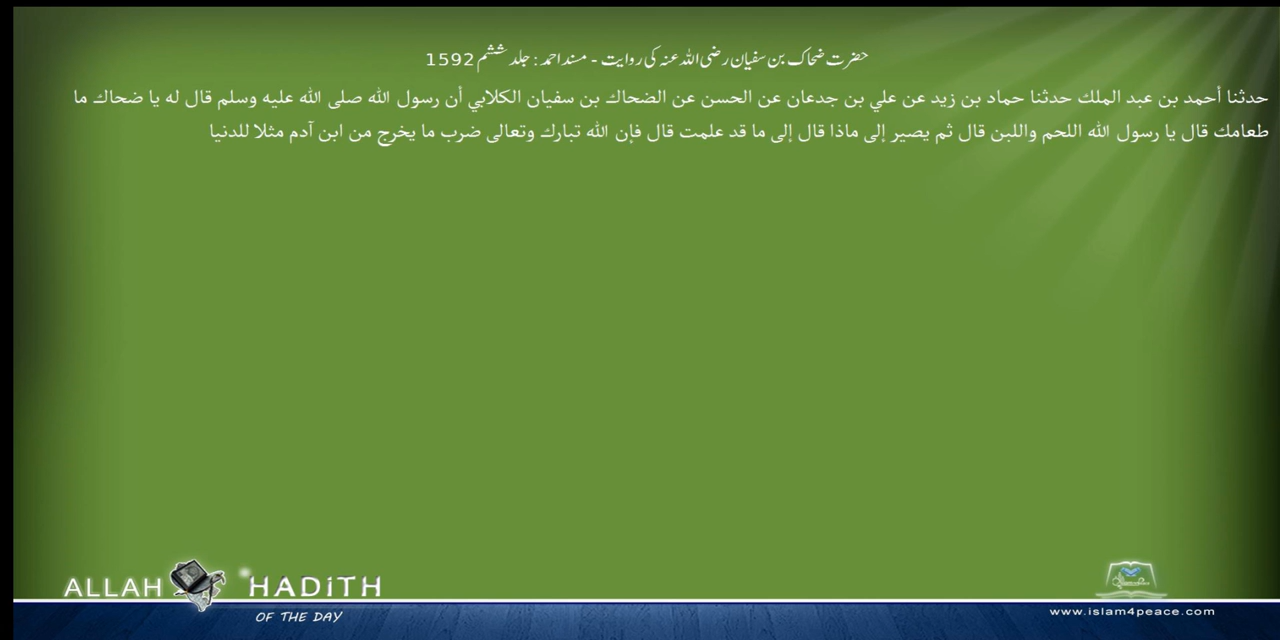 حضرت ضحاک بن سفیان رضی اللہ عنہ کی روایت - مسند احمد : جلد ششم 1592
حدثنا أحمد بن عبد الملك حدثنا حماد بن زيد عن علي بن جدعان عن الحسن عن الضحاك بن سفيان الكلابي أن رسول الله صلى الله عليه وسلم قال له يا ضحاك ما
طعامك قال يا رسول الله اللحم واللبن قال ثم يصير إلى ماذا قال إلى ما قد علمت قال فإن الله تبارك وتعالى ضرب ما يخرج من ابن آدم مثلا للدنيا
ALLAH HADITH
OF THE DAY
www.islam4peace.com